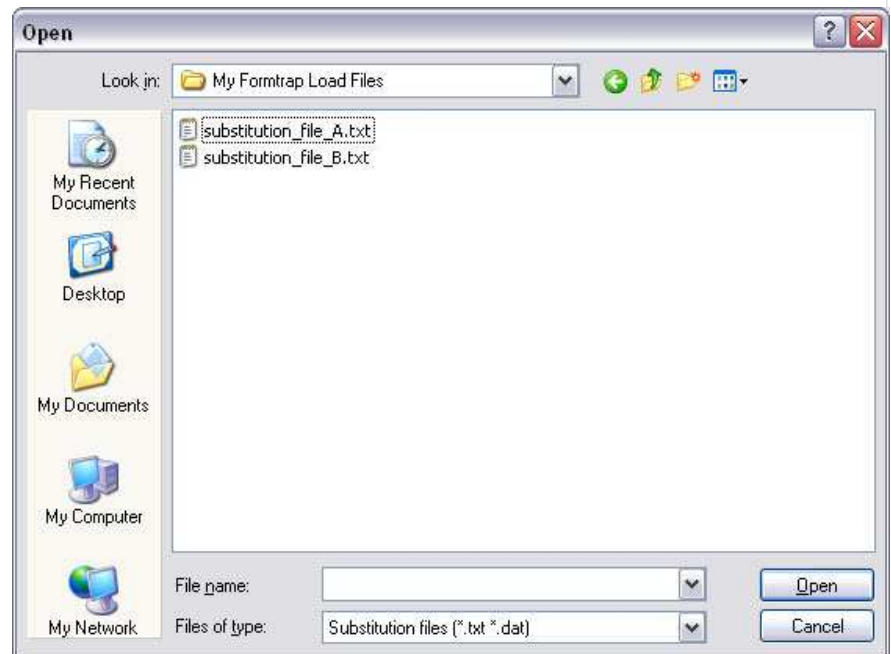 Open
Look in:
My Formtrap Load Files
substitution_file_A.txt
substitution_file_B.txt
My Recent
Documents
Desktop
My Documents
My Computer
My Network
File name:
Open
Files of type:
Substitution files (*.txt *.dat)
Cancel